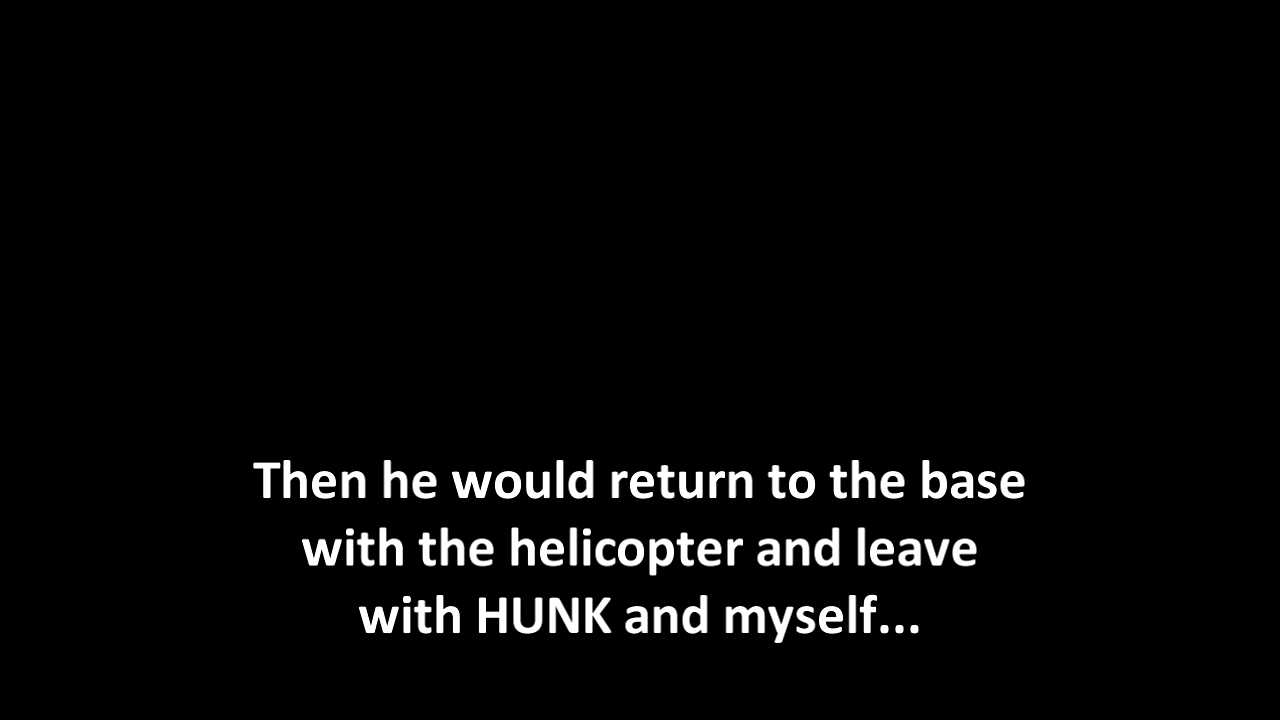 Then he would return to the base
with the helicopter and leave
with HUNK and myself...